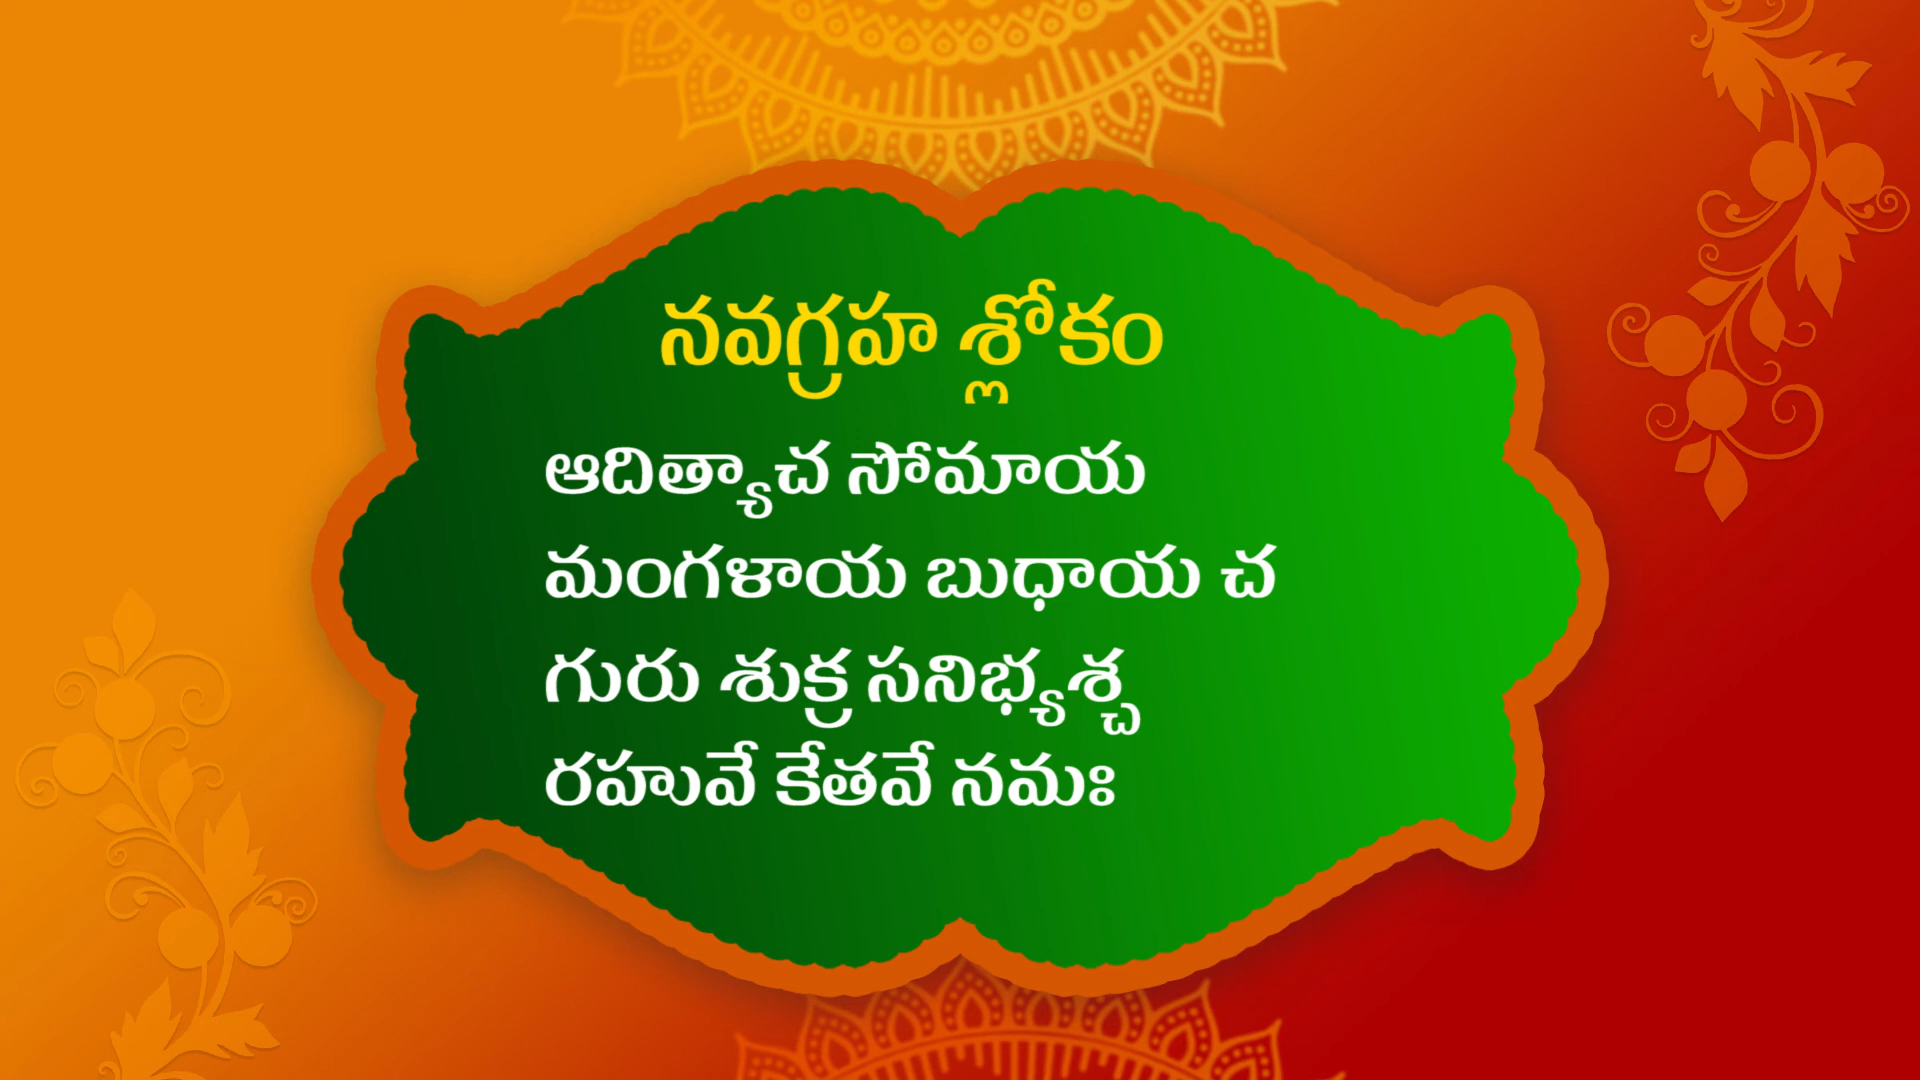 నవగ్రహ శ్లోకం
ఆదిత్యాచ సోమాయ
మంగళాయ బుధాయ చ
గురు శుక్ర సనిభ్యశ్చ
రహువే కేతవే నమః